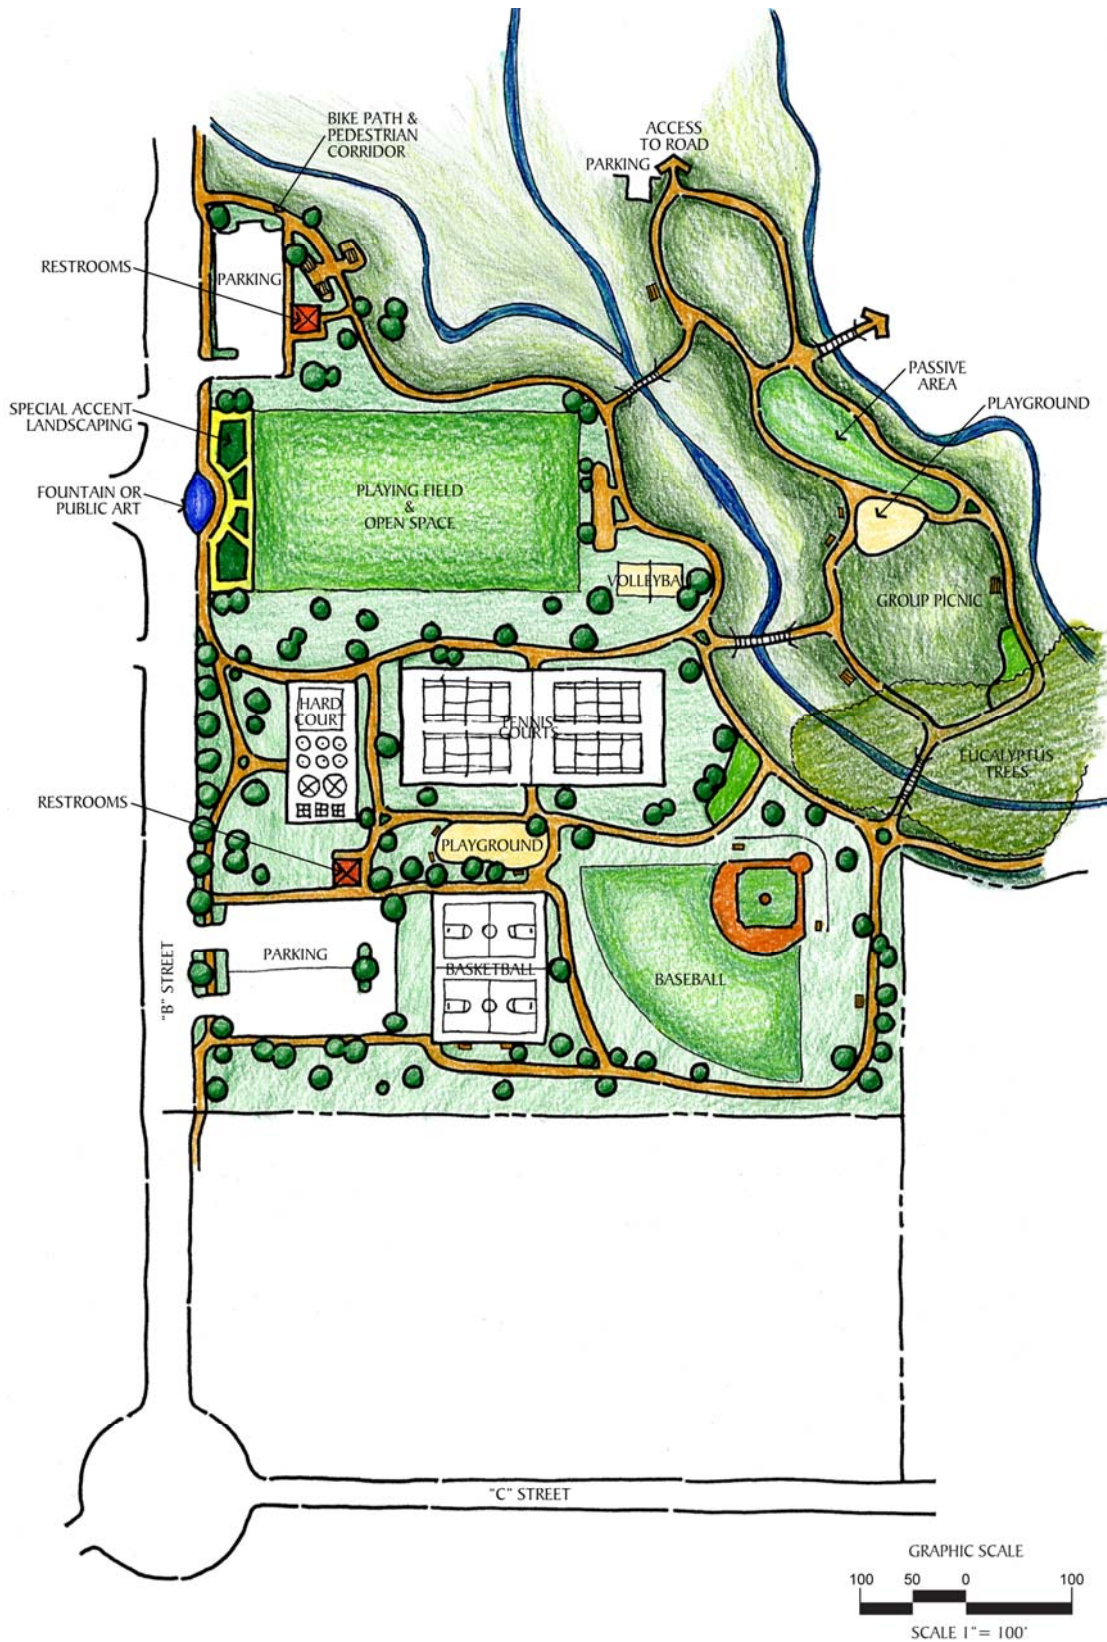 BIKE PATH &
PEDESTRIAN
CORRIDOR
ACCESS
TO ROAD
PARKING
RESTROOMS
PARKING
PASSIVE
AREA
PLAYGROUND
SPECIAL ACCENT
LANDSCAPING
FOUNTAIN OR
PUBLIC ART
PLAYING FIELD
&
OPEN SPACE
VOLLEYBALL
GROUP PICNIC
HARD
COURT
TENNIS
COURTS
EUCALYPTUS
TREES
RESTROOMS
PLAYGROUND
"B" STREET
PARKING
BASKETBALL
BASEBALL
"C" STREET
GRAPHIC SCALE
100 50 0 100
SCALE 1"= 100'